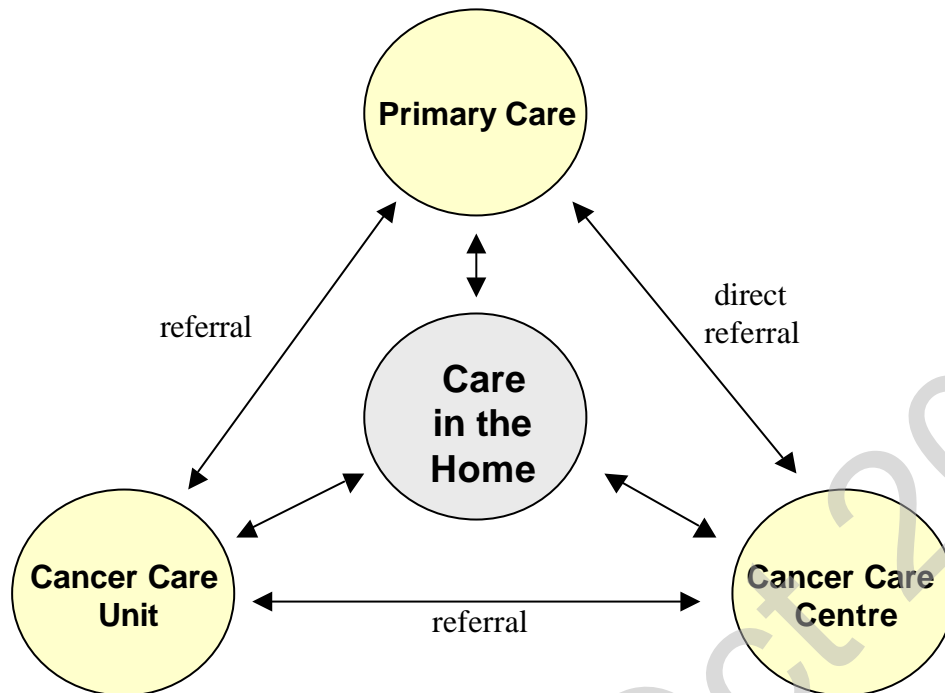 Primary Care
referral
direct
referral
Care
in the
Home
Cancer Care
Unit
Cancer Care
Centre
referral